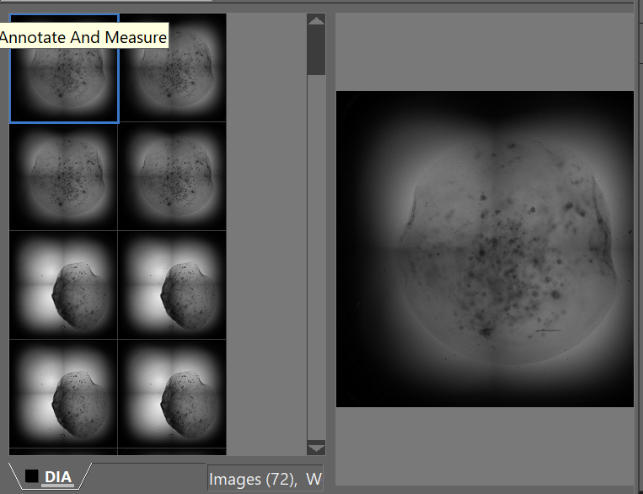 Annotate And Measure
DIA
Images (72), W